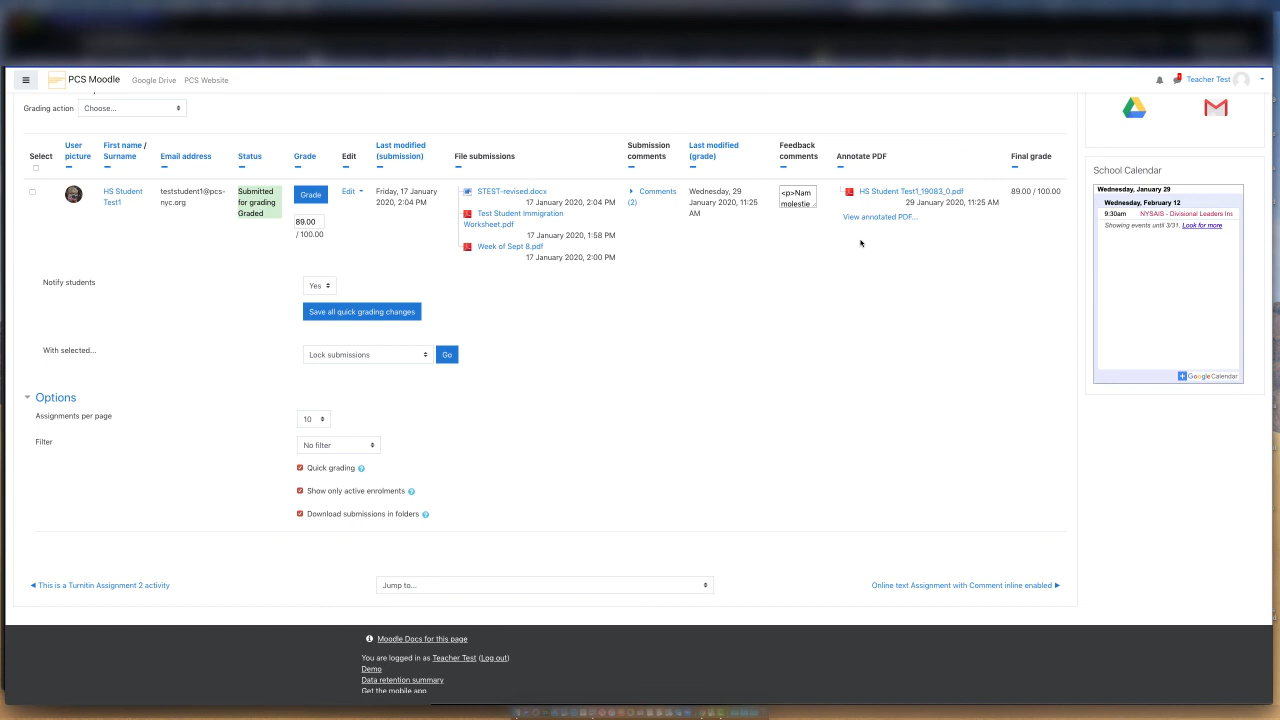 PCS Moodle
Google Drive
PCS Website
Teacher Test
Grading action
Choose...
Select
User picture
First name / Surname
Email address
Status
Grade
Edit
Last modified (submission)
File submissions
Submission comments
Last modified (grade)
Feedback comments
Annotate PDF
Final grade
HS Student Test1
teststudent1@pcs-nyc.org
Submitted for grading
Graded
Grade
89.00
/ 100.00
Edit
Friday, 17 January 2020, 2:04 PM
STEST-revised.docx
17 January 2020, 2:04 PM
Test Student Immigration Worksheet.pdf
17 January 2020, 1:58 PM
Week of Sept 8.pdf
17 January 2020, 2:00 PM
Comments (2)
Wednesday, 29 January 2020, 11:25 AM
<p>Nam molestie
HS Student Test1_19083_0.pdf
29 January 2020, 11:25 AM
View annotated PDF...
89.00 / 100.00
Notify students
Yes
Save all quick grading changes
With selected...
Lock submissions
Go
Options
Assignments per page
10
Filter
No filter
Quick grading
Show only active enrolments
Download submissions in folders
◀ This is a Turnitin Assignment 2 activity
Jump to...
Online text Assignment with Comment inline enabled ▶
School Calendar
Wednesday, January 29
Wednesday, February 12
9:30am NYSAIS - Divisional Leaders Ins
Showing events until 3/31. Look for more
Google Calendar
Moodle Docs for this page
You are logged in as Teacher Test (Log out)
Demo
Data retention summary
Get the mobile app